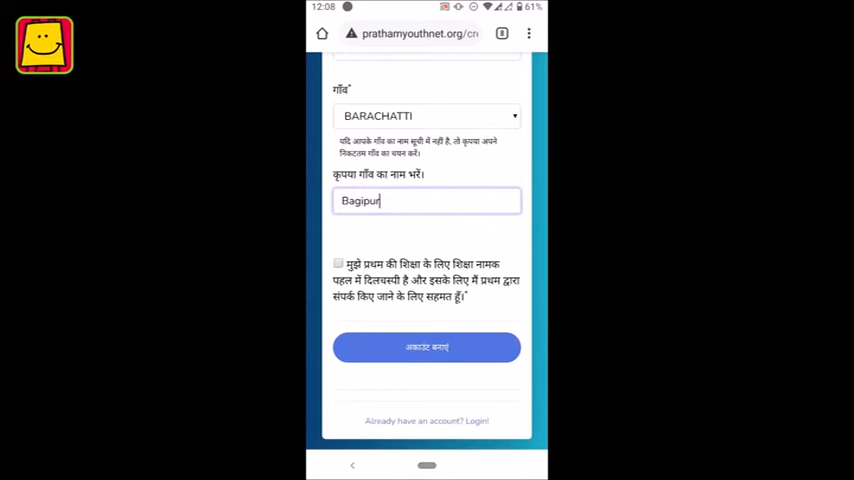 12:08
61%
prathamyouthnet.org/cr
8
गाँव*
BARACHATTI
यदि आपके गाँव का नाम सूची में नहीं है, तो कृपया अपने
निकटतम गाँव का चयन करें।
कृपया गाँव का नाम भरें।
Bagipur
मुझे प्रथम की शिक्षा के लिए शिक्षा नामक
पहल में दिलचस्पी है और इसके लिए मैं प्रथम द्वारा
संपर्क किए जाने के लिए सहमत हूँ।*
अकाउंट बनाएं
Already have an account? Login!